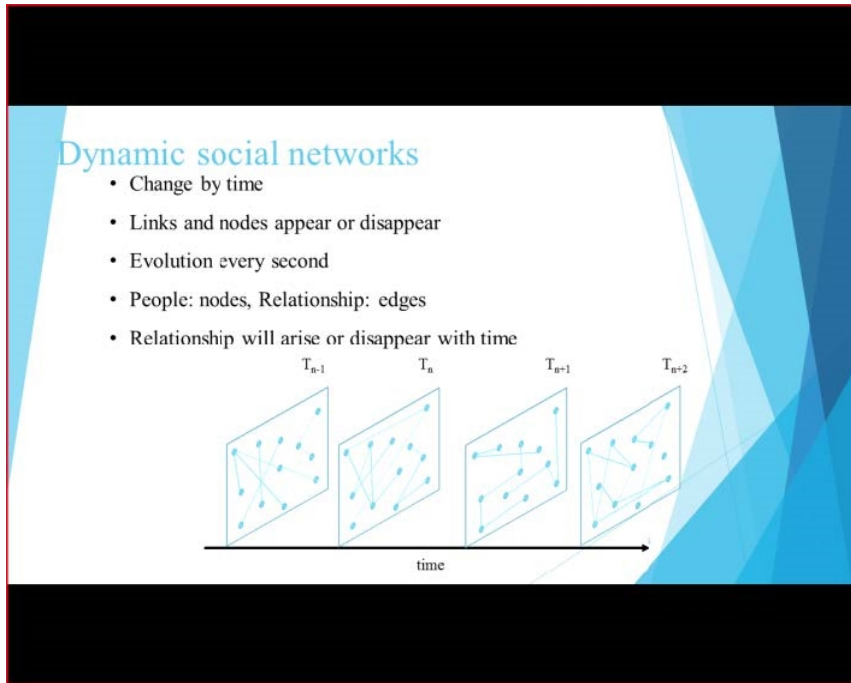 Dynamic social networks
• Change by time
• Links and nodes appear or disappear
• Evolution every second
• People: nodes, Relationship: edges
• Relationship will arise or disappear with time
Tn-1 Tn Tn+1 Tn+2
time